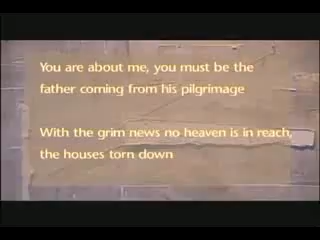 You are about me, you must be the
father coming from his pilgrimage
With the grim news no heaven is in reach,
the houses torn down